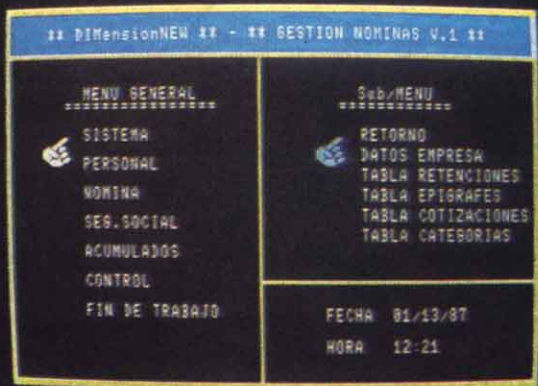 ** DIMensionNEW ** - ** GESTION NOMINAS V.1 **
MENU GENERAL
SISTEMA
PERSONAL
NOMINA
SEG.SOCIAL
ACUMULADOS
CONTROL
FIN DE TRABAJO
Sub/MENU
RETORNO
DATOS EMPRESA
TABLA RETENCIONES
TABLA EPIGRAFES
TABLA COTIZACIONES
TABLA CATEGORIAS
FECHA 01/13/87
HORA 12:21